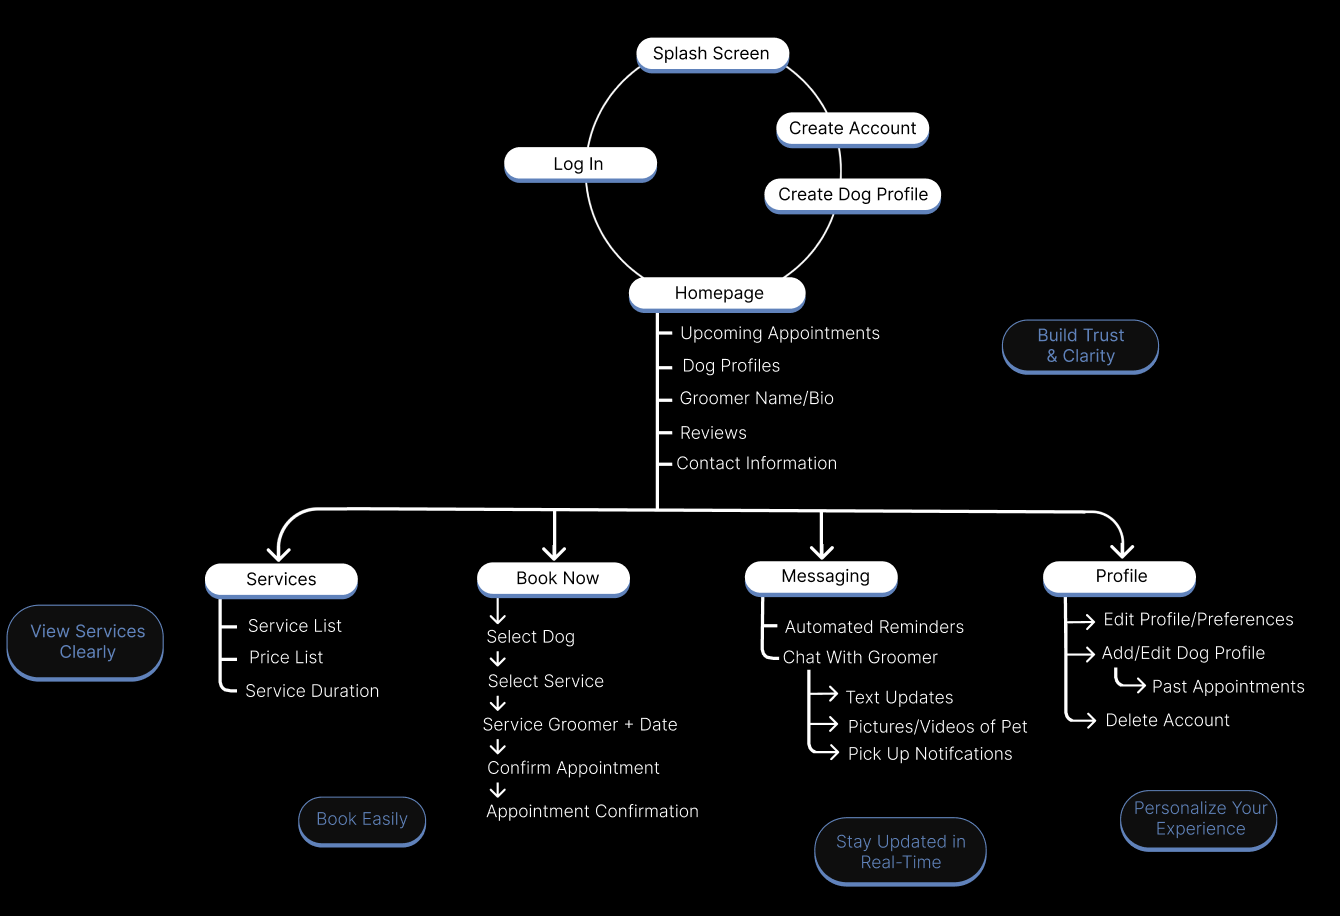 Splash Screen
Create Account
Log In
Create Dog Profile
Homepage
Upcoming Appointments
Dog Profiles
Groomer Name/Bio
Reviews
Contact Information
Build Trust
& Clarity
Services
Service List
Price List
Service Duration
View Services
Clearly
Book Now
Select Dog
Select Service
Service Groomer + Date
Confirm Appointment
Appointment Confirmation
Book Easily
Messaging
Automated Reminders
Chat With Groomer
Text Updates
Pictures/Videos of Pet
Pick Up Notifcations
Stay Updated in
Real-Time
Profile
Edit Profile/Preferences
Add/Edit Dog Profile
Past Appointments
Delete Account
Personalize Your
Experience